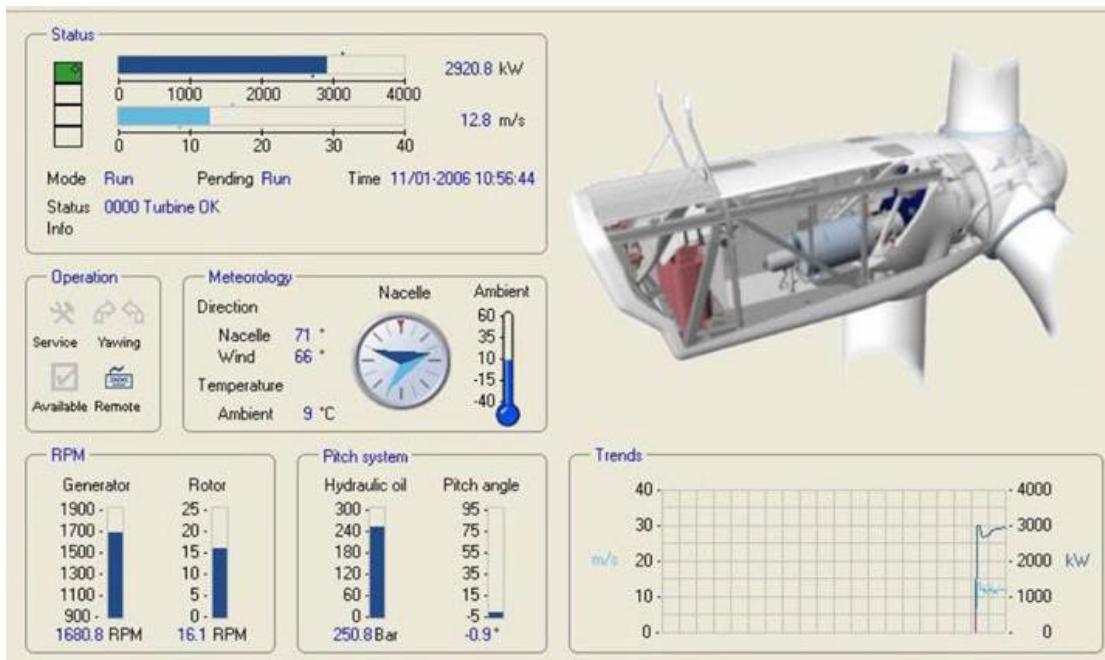 Status
2920.8 kW
0 1000 2000 3000 4000
12.8 m/s
0 10 20 30 40
Mode Run Pending Run Time 11/01-2006 10:56:44
Status 0000 Turbine OK
Info
Operation
Service Yawing
Available Remote
Meteorology
Direction
Nacelle 71 °
Wind 66 °
Temperature
Ambient 9 °C
Nacelle
Ambient
60
35
10
-15
-40
RPM
Generator
1900
1700
1500
1300
1100
900
1680.8 RPM
Rotor
25
20
15
10
5
0
16.1 RPM
Pitch system
Hydraulic oil
300
240
180
120
60
0
250.8 Bar
Pitch angle
95
75
55
35
15
-5
-0.9 °
Trends
40
30
20
10
0
m/s
4000
3000
2000
1000
0
kW